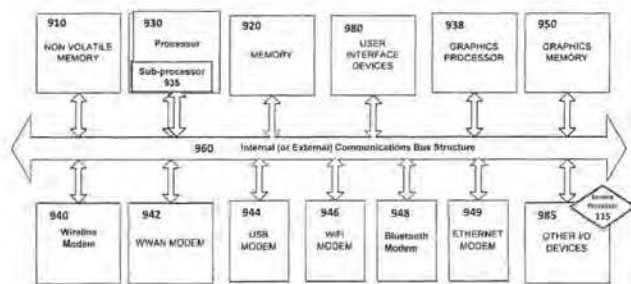 910
NON VOLATILE
MEMORY
930
Processor
Sub-processor
935
920
MEMORY
980
USER
INTERFACE
DEVICES
938
GRAPHICS
PROCESSOR
950
GRAPHICS
MEMORY
960 Internal (or External) Communications Bus Structure
940
Wireline
Modem
942
WWAN MODEM
944
USB
MODEM
946
WiFi
MODEM
948
Bluetooth
Modem
949
ETHERNET
MODEM
985
OTHER I/O
DEVICES
Provider
115